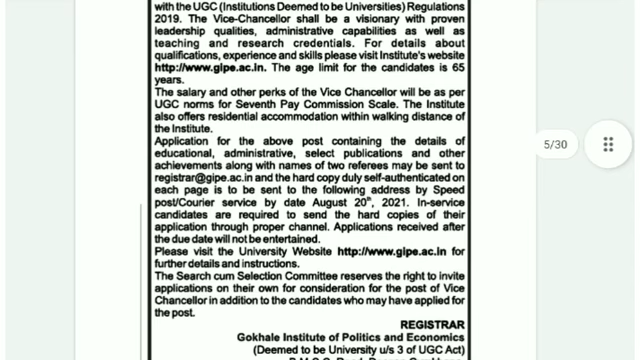 with the UGC (Institutions Deemed to be Universities) Regulations
2019. The Vice-Chancellor shall be a visionary with proven
leadership qualities, administrative capabilities as well as
teaching and research credentials. For details about
qualifications, experience and skills please visit Institute's website
http://www.gipe.ac.in. The age limit for the candidates is 65
years.
The salary and other perks of the Vice Chancellor will be as per
UGC norms for Seventh Pay Commission Scale. The Institute
also offers residential accommodation within walking distance of
the Institute.
Application for the above post containing the details of
educational, administrative, select publications and other
achievements along with names of two referees may be sent to
registrar@gipe.ac.in and the hard copy duly self-authenticated on
each page is to be sent to the following address by Speed
post/Courier service by date August 20th, 2021. In-service
candidates are required to send the hard copies of their
application through proper channel. Applications received after
the due date will not be entertained.
Please visit the University Website http://www.gipe.ac.in for
further details and instructions.
The Search cum Selection Committee reserves the right to invite
applications on their own for consideration for the post of Vice
Chancellor in addition to the candidates who may have applied for
the post.
REGISTRAR
Gokhale Institute of Politics and Economics
(Deemed to be University u/s 3 of UGC Act)
5/30